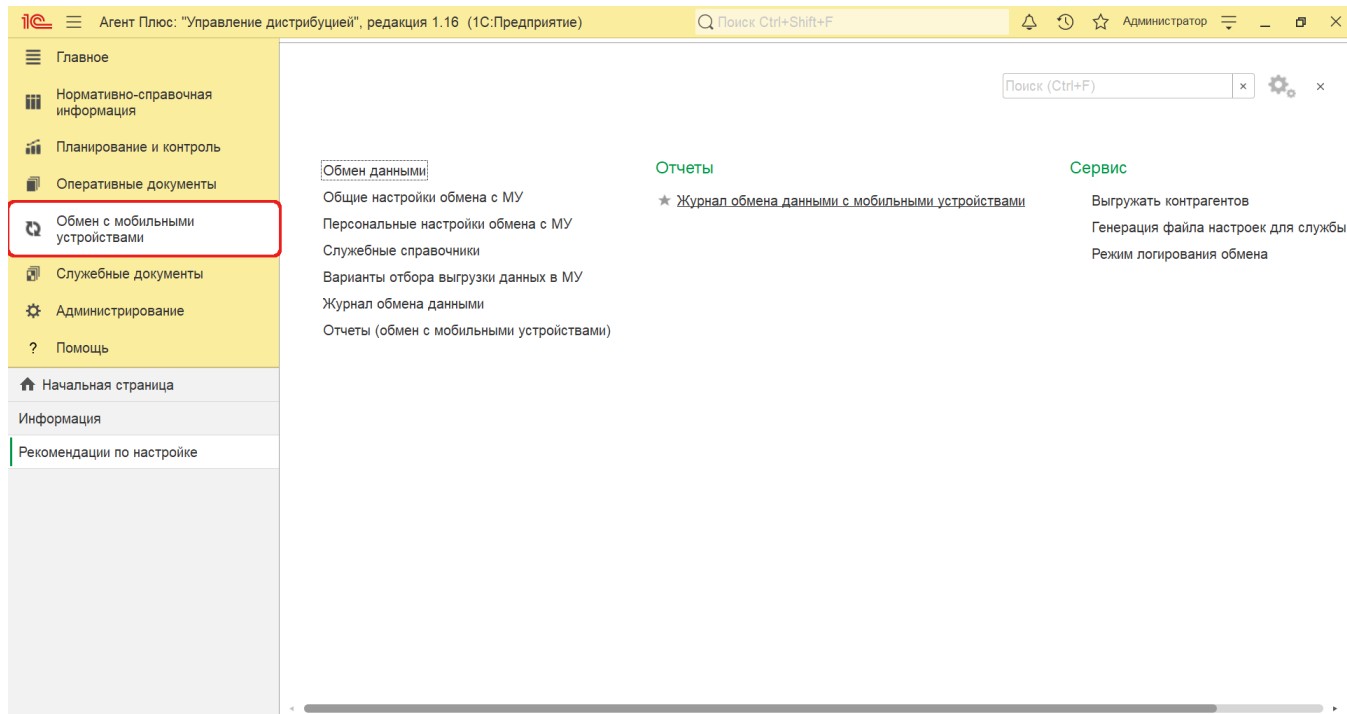 1С Агент Плюс: "Управление дистрибуцией", редакция 1.16 (1С:Предприятие) Поиск Ctrl+Shift+F Администратор
Главное
Нормативно-справочная
информация
Планирование и контроль
Оперативные документы
Обмен с мобильными
устройствами
Служебные документы
Администрирование
? Помощь
Начальная страница
Информация
Рекомендации по настройке
Поиск (Ctrl+F) ×
×
Обмен данными
Общие настройки обмена с МУ
Персональные настройки обмена с МУ
Служебные справочники
Варианты отбора выгрузки данных в МУ
Журнал обмена данными
Отчеты (обмен с мобильными устройствами)
Отчеты
Журнал обмена данными с мобильными устройствами
Сервис
Выгружать контрагентов
Генерация файла настроек для службы
Режим логирования обмена